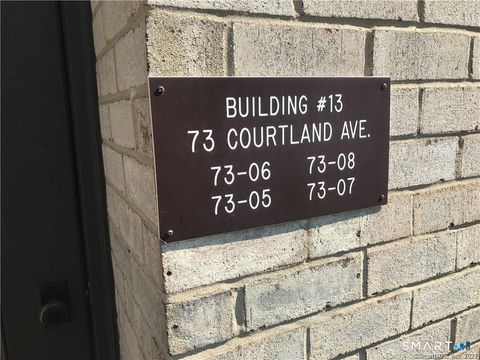 BUILDING #13
73 COURTLAND AVE.
73-06 73-08
73-05 73-07
SMART